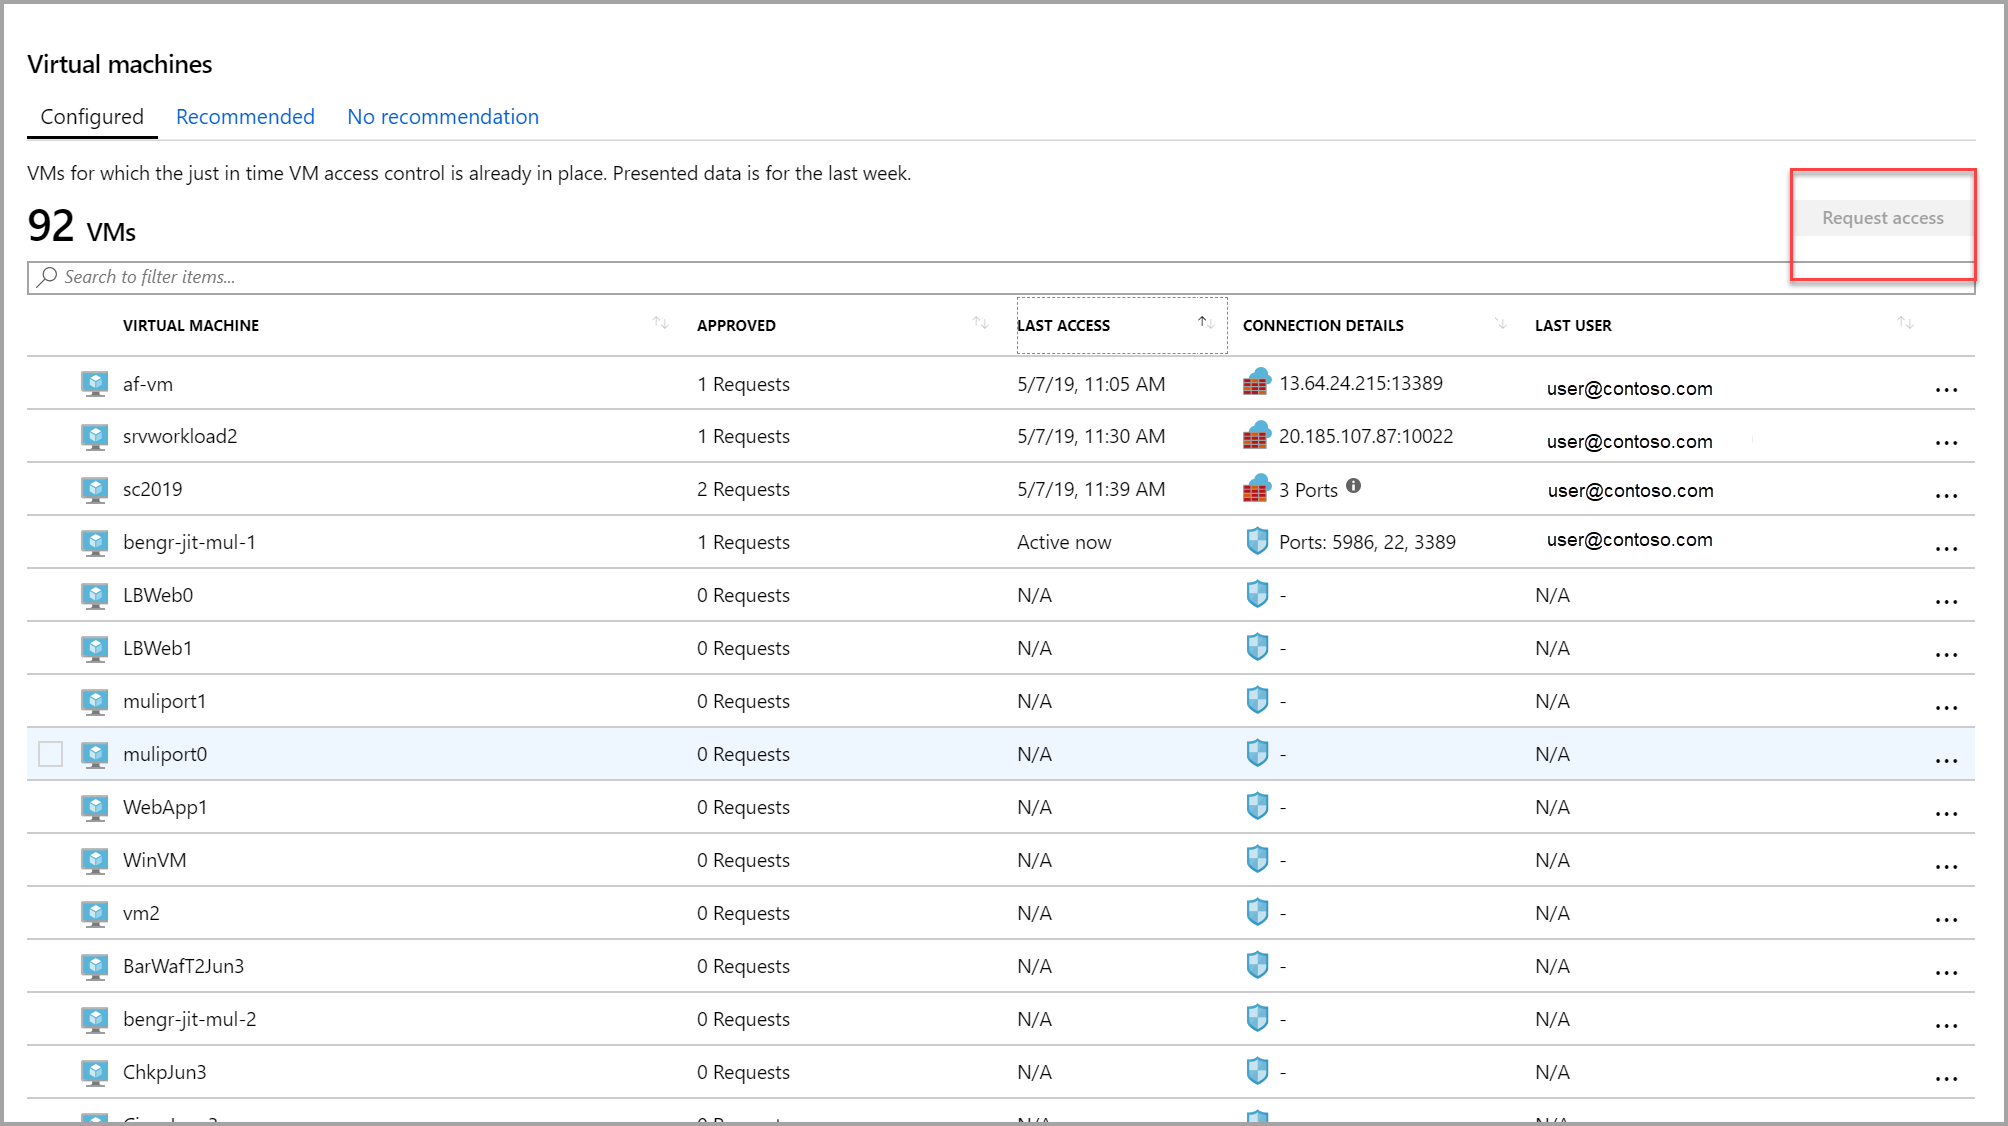 Virtual machines
Configured Recommended No recommendation
VMs for which the just in time VM access control is already in place. Presented data is for the last week.
92 VMs
Request access
Search to filter items...
VIRTUAL MACHINE APPROVED LAST ACCESS CONNECTION DETAILS LAST USER
af-vm 1 Requests 5/7/19, 11:05 AM 13.64.24.215:13389 user@contoso.com ...
srvworkload2 1 Requests 5/7/19, 11:30 AM 20.185.107.87:10022 user@contoso.com ...
sc2019 2 Requests 5/7/19, 11:39 AM 3 Ports user@contoso.com ...
bengr-jit-mul-1 1 Requests Active now Ports: 5986, 22, 3389 user@contoso.com ...
LBWeb0 0 Requests N/A - N/A ...
LBWeb1 0 Requests N/A - N/A ...
muliport1 0 Requests N/A - N/A ...
muliport0 0 Requests N/A - N/A ...
WebApp1 0 Requests N/A - N/A ...
WinVM 0 Requests N/A - N/A ...
vm2 0 Requests N/A - N/A ...
BarWafT2Jun3 0 Requests N/A - N/A ...
bengr-jit-mul-2 0 Requests N/A - N/A ...
ChkpJun3 0 Requests N/A - N/A ...